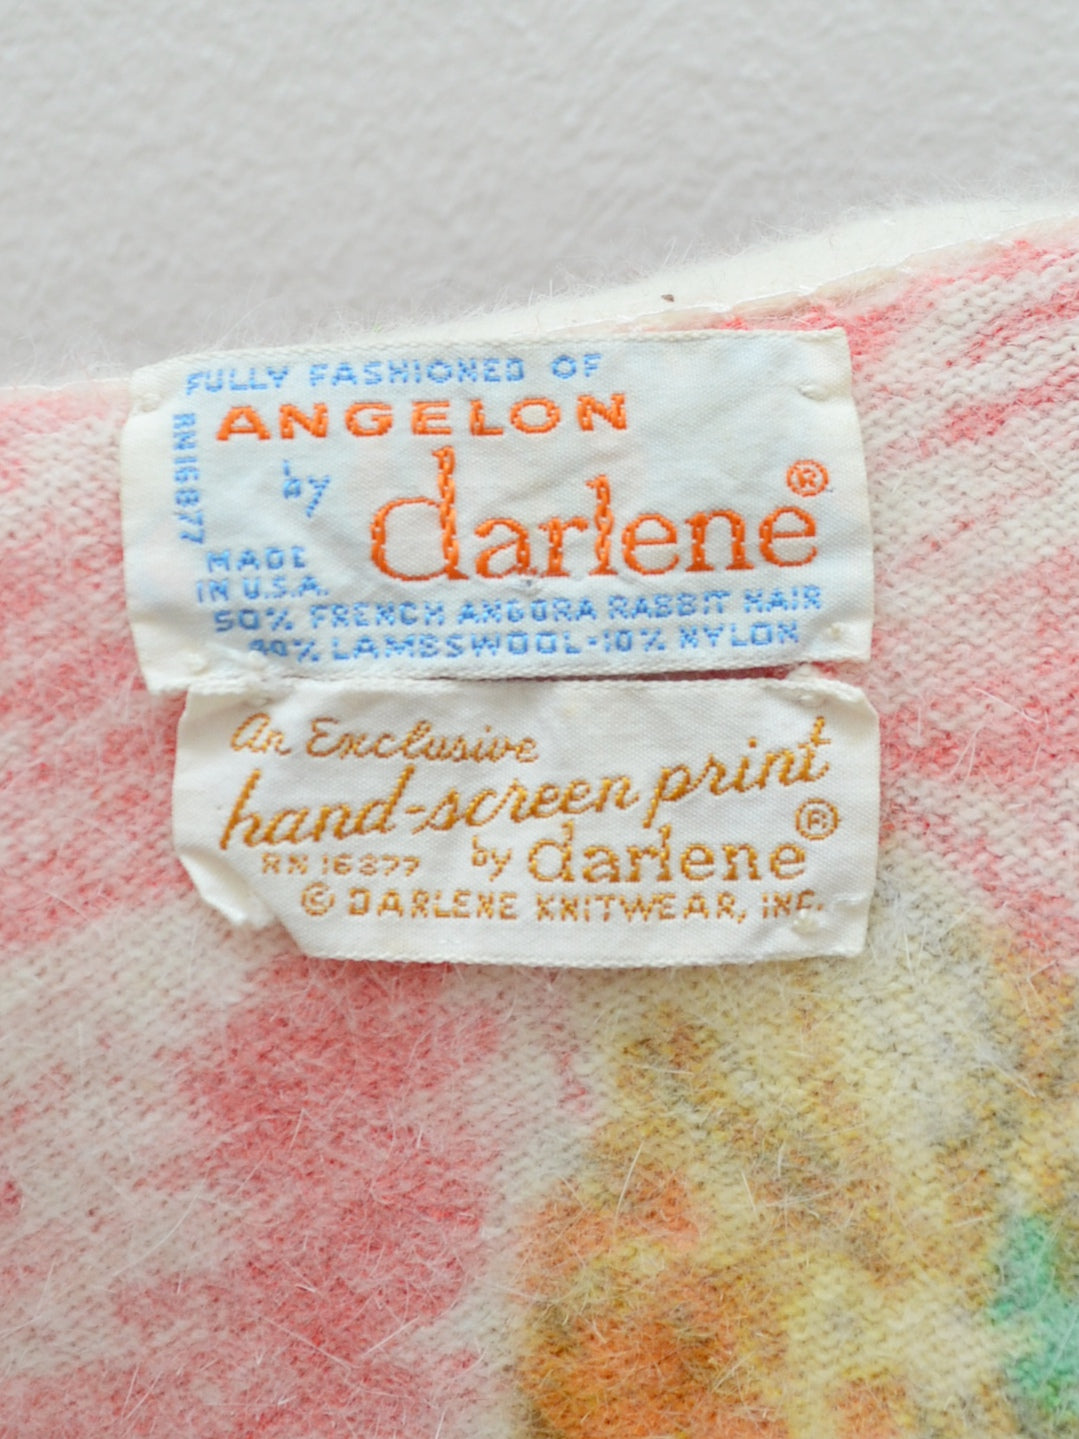 FULLY FASHIONED OF
ANGELON
by
darlene®
RN16877
MADE
IN U.S.A.
50% FRENCH ANGORA RABBIT HAIR
40% LAMBSWOOL-10% NYLON
An Exclusive
hand-screen print
by darlene®
RN 16877
© DARLENE KNITWEAR, INC.